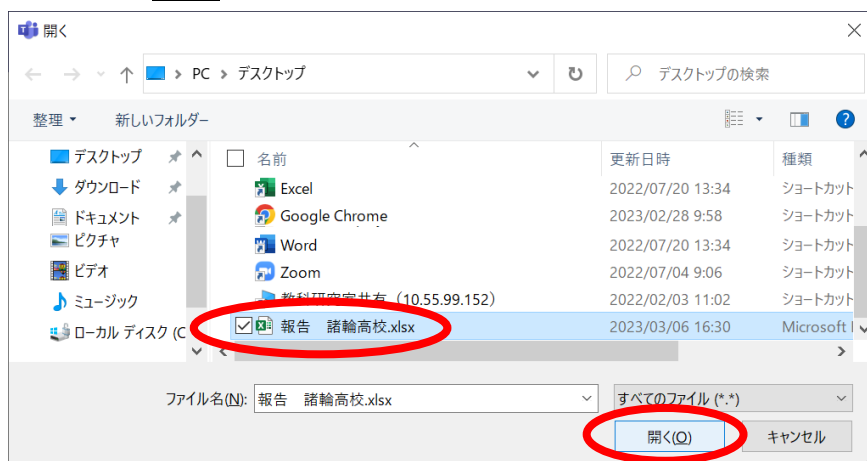 開く
PC > デスクトップ
デスクトップの検索
整理
新しいフォルダー
名前 更新日時 種類
デスクトップ
ダウンロード
ドキュメント
ピクチャ
ビデオ
ミュージック
ローカル ディスク (C
Excel 2022/07/20 13:34 ショートカット
Google Chrome 2023/02/28 9:58 ショートカット
Word 2022/07/20 13:34 ショートカット
Zoom 2022/07/04 9:06 ショートカット
教科研究室共有（10.55.99.152） 2022/02/03 11:02 ショートカット
報告　諸輪高校.xlsx 2023/03/06 16:30 Microsoft
ファイル名(N): 報告　諸輪高校.xlsx すべてのファイル (*.*)
開く(O) キャンセル